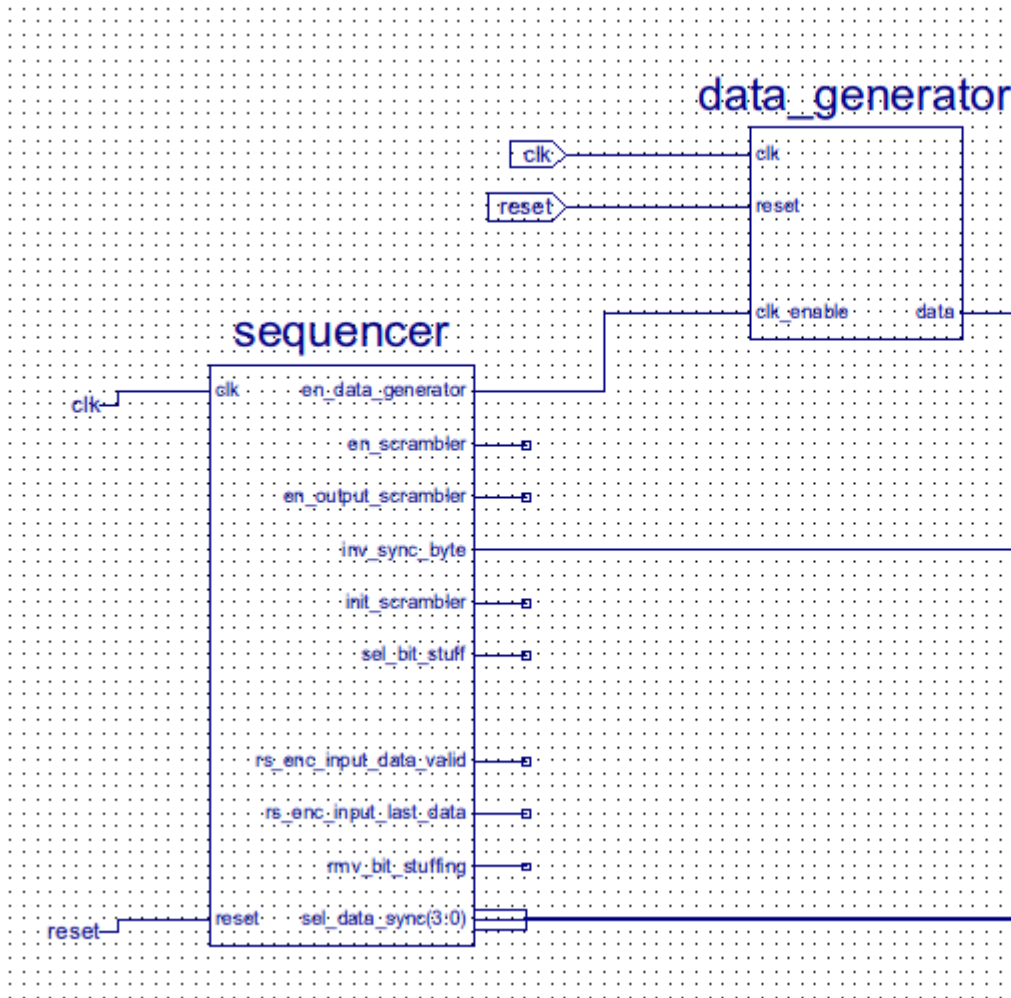 data_generator
clk
clk
reset
reset
clk_enable
data
sequencer
clk
clk
en_data_generator
en_scrambler
en_output_scrambler
inv_sync_byte
init_scrambler
sel_bit_stuff
rs_enc_input_data_valid
rs_enc_input_last_data
rmv_bit_stuffing
reset
reset
sel_data_sync(3:0)